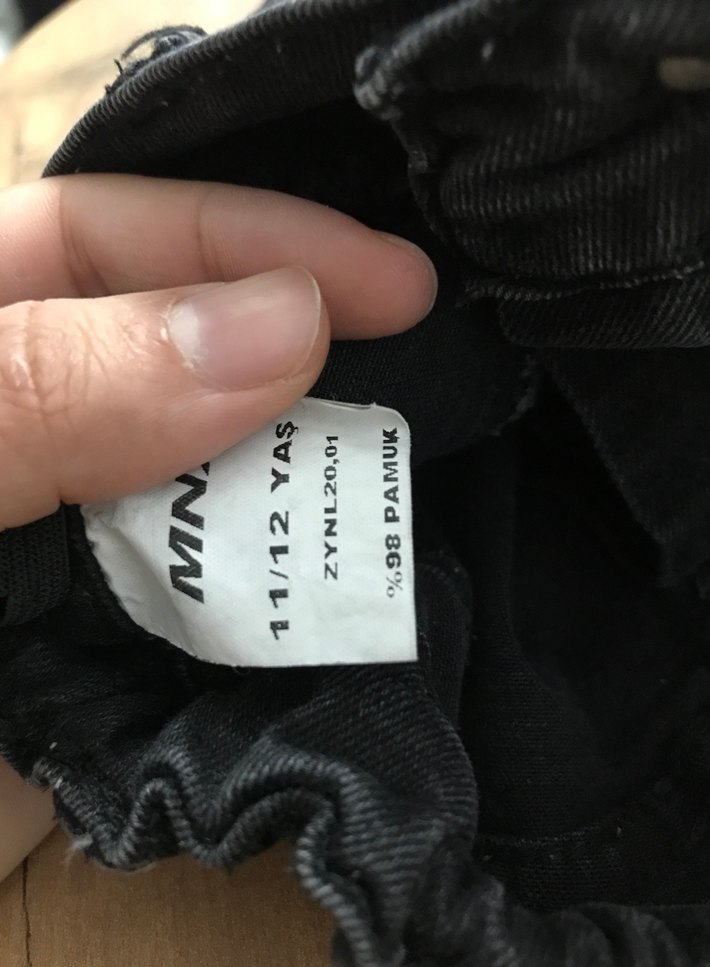 11/12 YAŞ
ZYNL20,01
%98 PAMUK